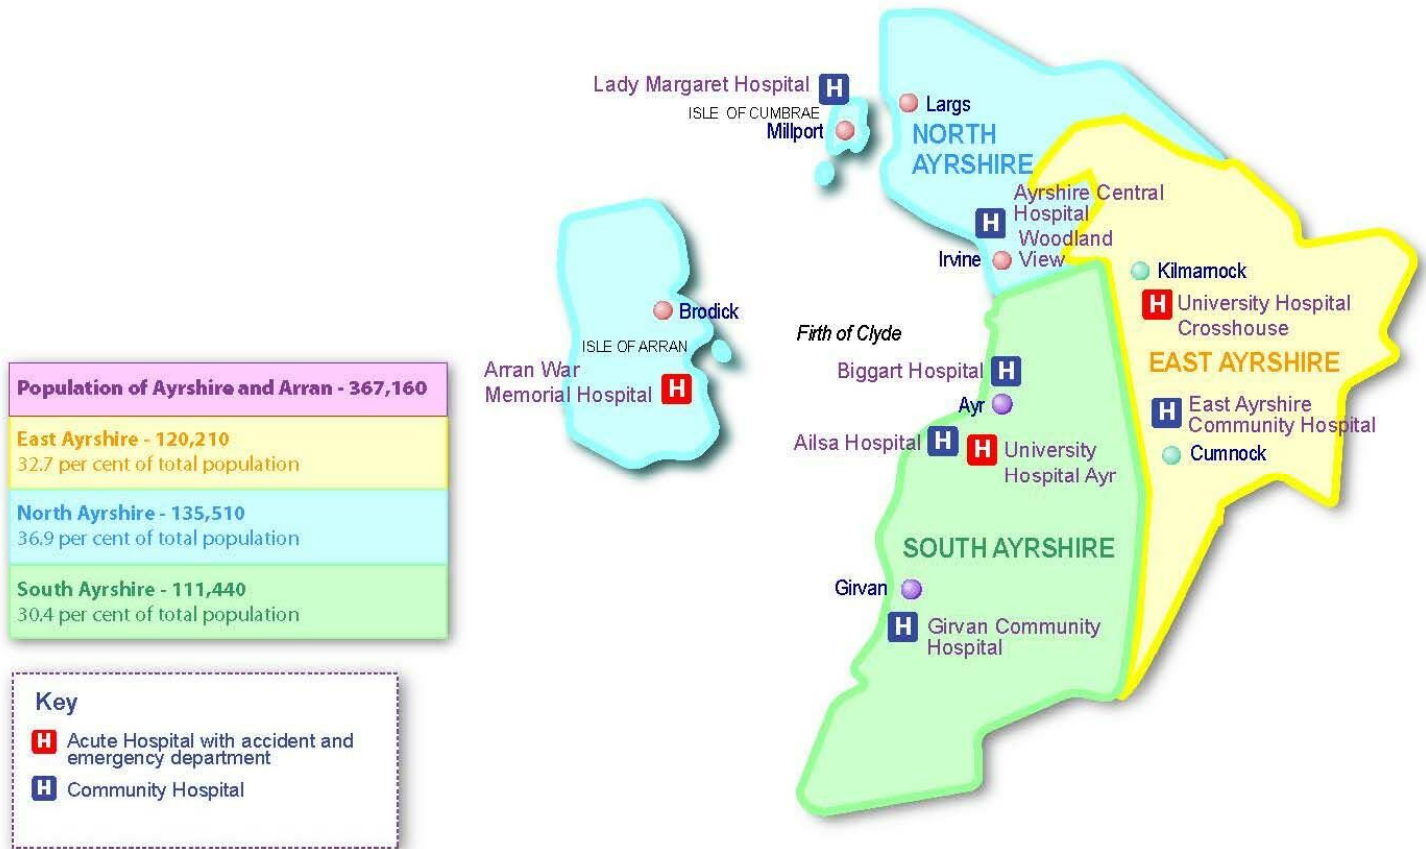 Lady Margaret Hospital
H
ISLE OF CUMBRAE
Millport
Largs
NORTH
AYRSHIRE
Ayrshire Central
Hospital
H
Woodland
View
Irvine
Kilmarnock
H
University Hospital
Crosshouse
EAST AYRSHIRE
H
East Ayrshire
Community Hospital
Cumnock
Brodick
ISLE OF ARRAN
Arran War
Memorial Hospital
H
Firth of Clyde
Biggart Hospital
H
Ayr
Ailsa Hospital
H
H
University
Hospital Ayr
SOUTH AYRSHIRE
Girvan
H
Girvan Community
Hospital
Population of Ayrshire and Arran - 367,160
East Ayrshire - 120,210
32.7 per cent of total population
North Ayrshire - 135,510
36.9 per cent of total population
South Ayrshire - 111,440
30.4 per cent of total population
Key
H Acute Hospital with accident and
emergency department
H Community Hospital